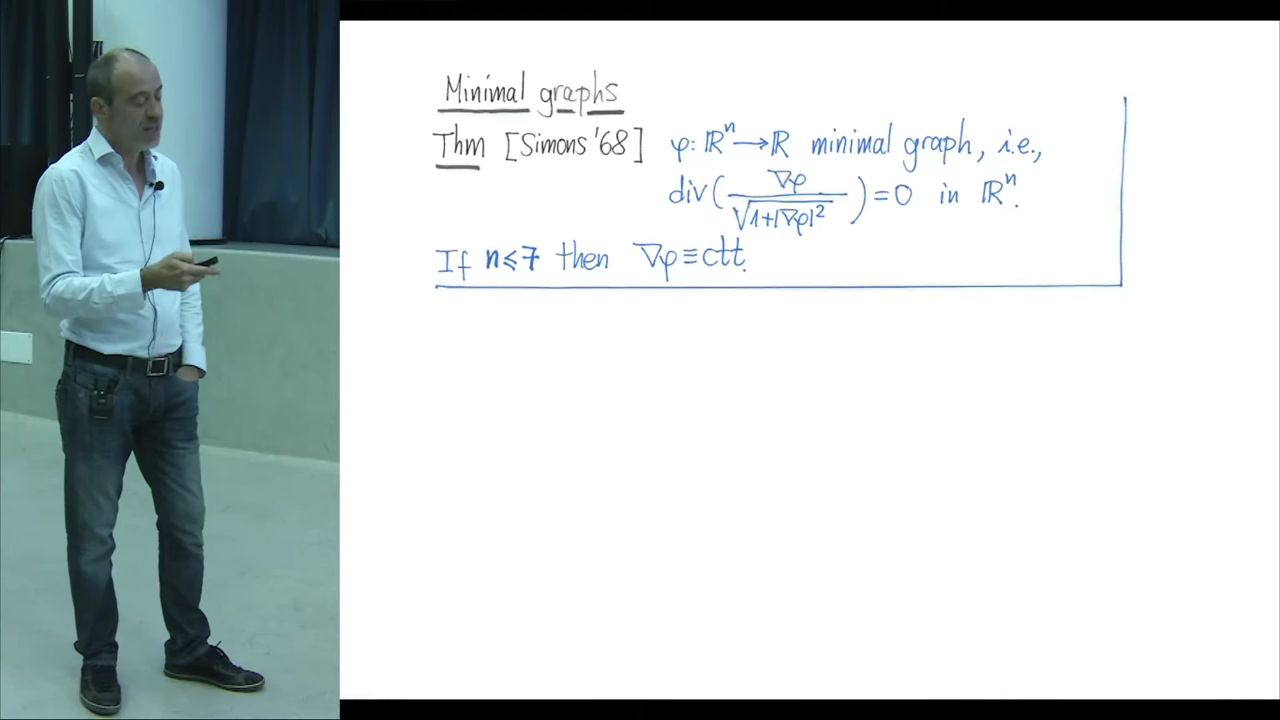 Minimal graphs
Thm [Simons '68] φ: ℝⁿ → ℝ minimal graph, i.e.,
div( ∇φ / √1+|∇φ|² ) = 0 in ℝⁿ.
If n ≤ 7 then ∇φ ≡ ctt.